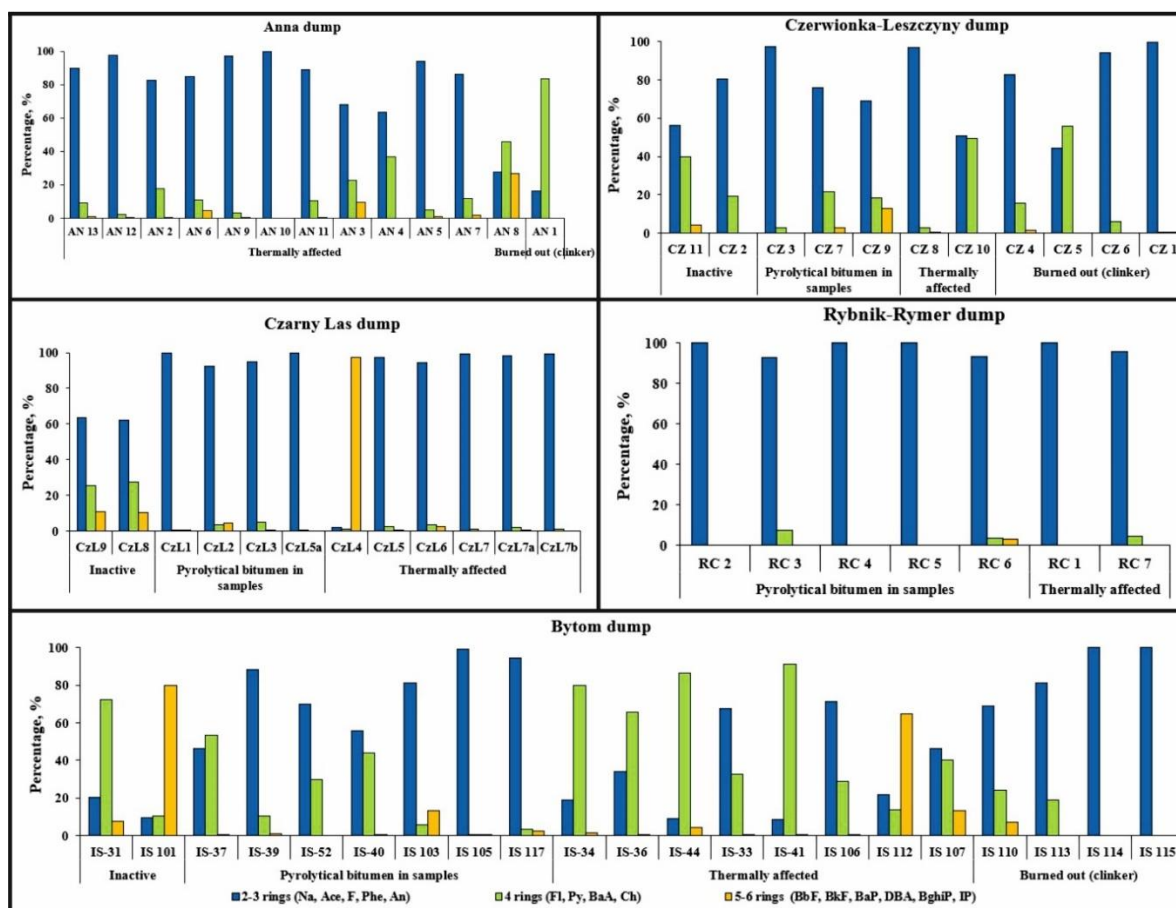 Anna dump
Percentage, %
100
80
60
40
20
0
AN 13 AN 12 AN 2 AN 6 AN 9 AN 10 AN 11 AN 3 AN 4 AN 5 AN 7 AN 8 AN 1
Thermally affected Burned out (clinker)
Czerwionka-Leszczyny dump
Percentage, %
100
80
60
40
20
0
CZ 11 CZ 2 CZ 3 CZ 7 CZ 9 CZ 8 CZ 10 CZ 4 CZ 5 CZ 6 CZ 1
Inactive Pyrolytical bitumen in Thermally Burned out (clinker)
samples affected
Czarny Las dump
Percentage, %
100
80
60
40
20
0
CzL9 CzL8 CzL1 CzL2 CzL3 CzL5a CzL4 CzL5 CzL6 CzL7 CzL7a CzL7b
Inactive Pyrolytical bitumen in Thermally affected
samples
Rybnik-Rymer dump
Percentage, %
100
80
60
40
20
0
RC 2 RC 3 RC 4 RC 5 RC 6 RC 1 RC 7
Pyrolytical bitumen in samples Thermally affected
Bytom dump
Percentage, %
100
80
60
40
20
0
IS-31 IS 101 IS-37 IS-39 IS-52 IS-40 IS 103 IS 105 IS 117 IS-34 IS-36 IS-44 IS-33 IS-41 IS 106 IS 112 IS 107 IS 110 IS 113 IS 114 IS 115
Inactive Pyrolytical bitumen in samples Thermally affected Burned out (clinker)
2-3 rings (Na, Ace, F, Phe, An) 4 rings (Fl, Py, BaA, Ch) 5-6 rings (BbF, BkF, BaP, DBA, BghiP, IP)